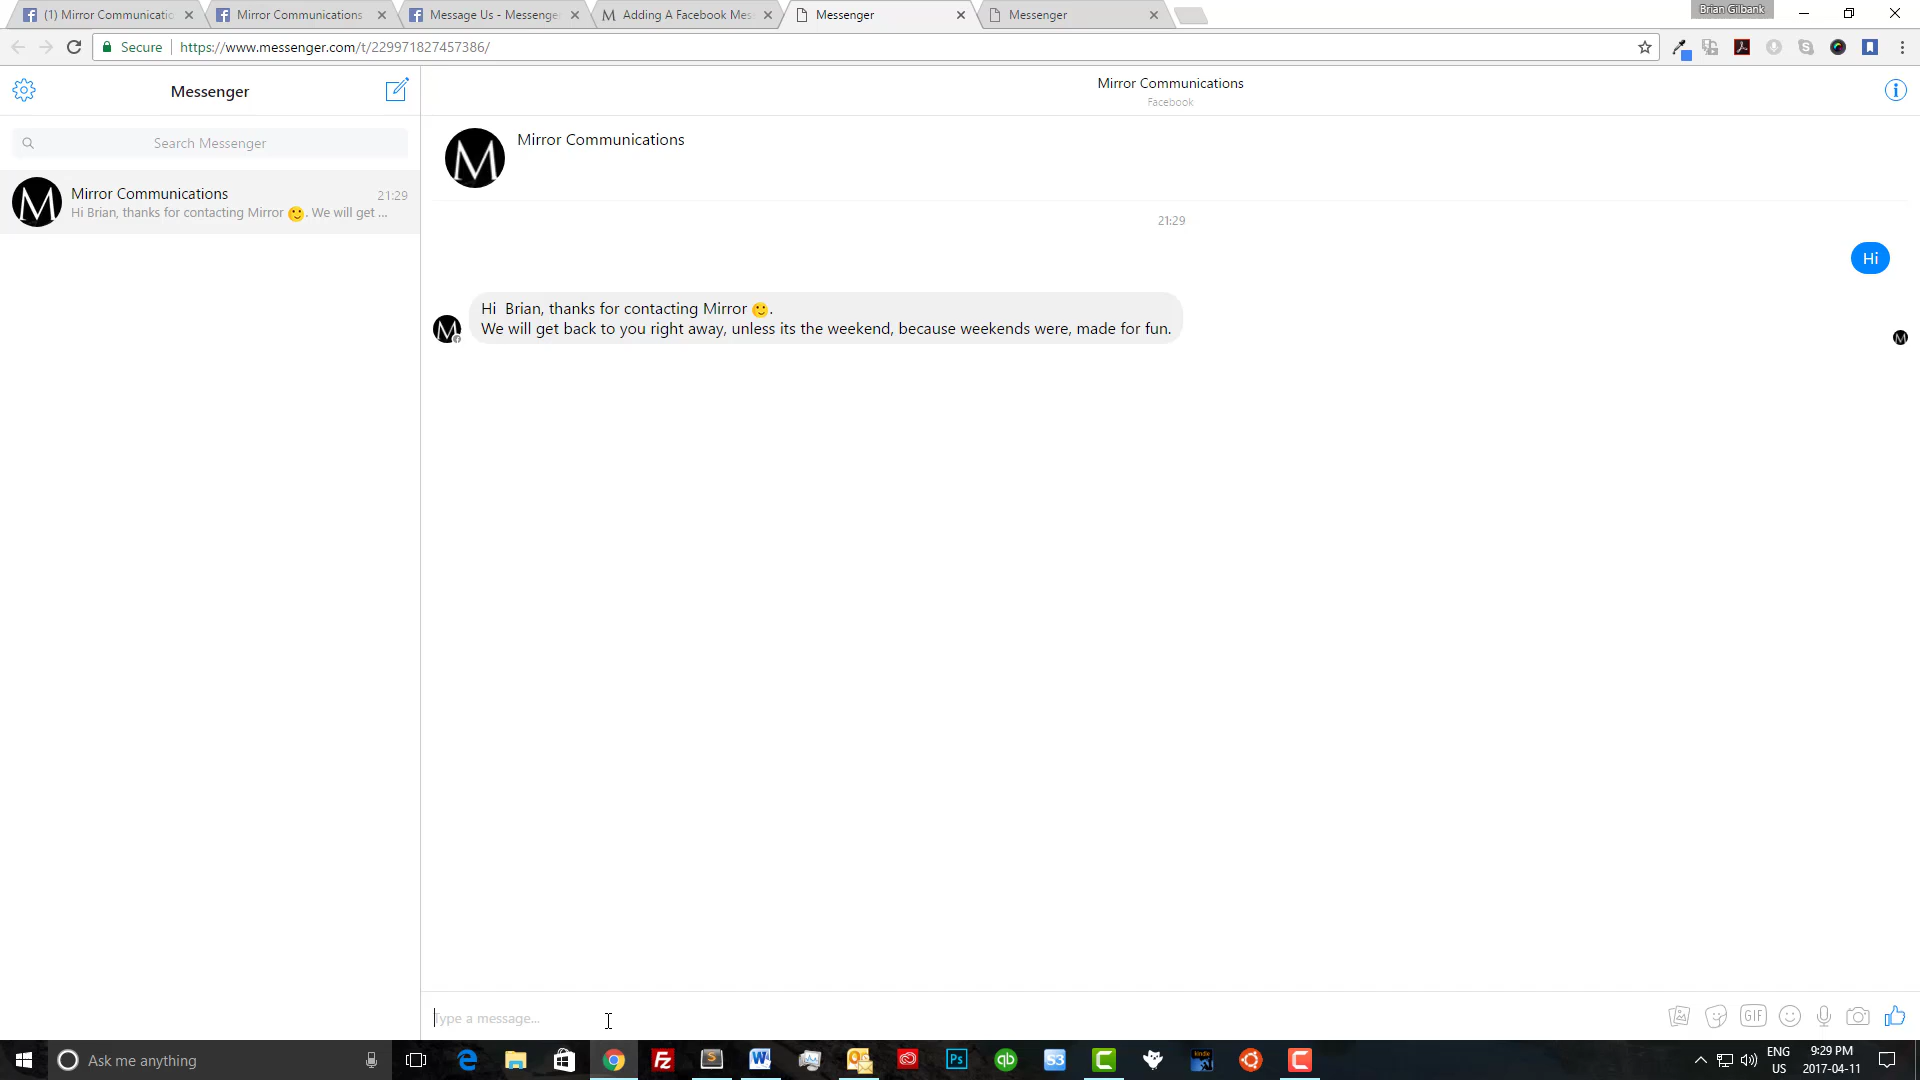 (1) Mirror Communicatio
Mirror Communications
Message Us - Messenge
Adding A Facebook Mes
Messenger
Messenger
Brian Gilbank
Secure
https://www.messenger.com/t/229971827457386/
Messenger
Search Messenger
Mirror Communications
21:29
Hi Brian, thanks for contacting Mirror 🙂. We will get ...
Mirror Communications
Facebook
Mirror Communications
21:29
Hi
Hi  Brian, thanks for contacting Mirror 🙂.
We will get back to you right away, unless its the weekend, because weekends were, made for fun.
Type a message...
GIF
Ask me anything
ENG
US
9:29 PM
2017-04-11